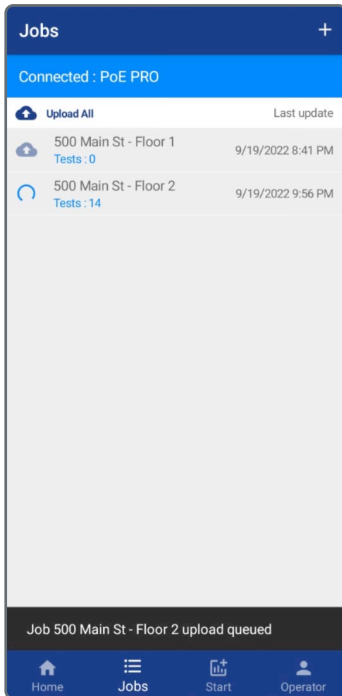 Jobs +
Connected : PoE PRO
Upload All Last update
500 Main St - Floor 1
Tests : 0
9/19/2022 8:41 PM
500 Main St - Floor 2
Tests : 14
9/19/2022 9:56 PM
Job 500 Main St - Floor 2 upload queued
Home Jobs Start Operator